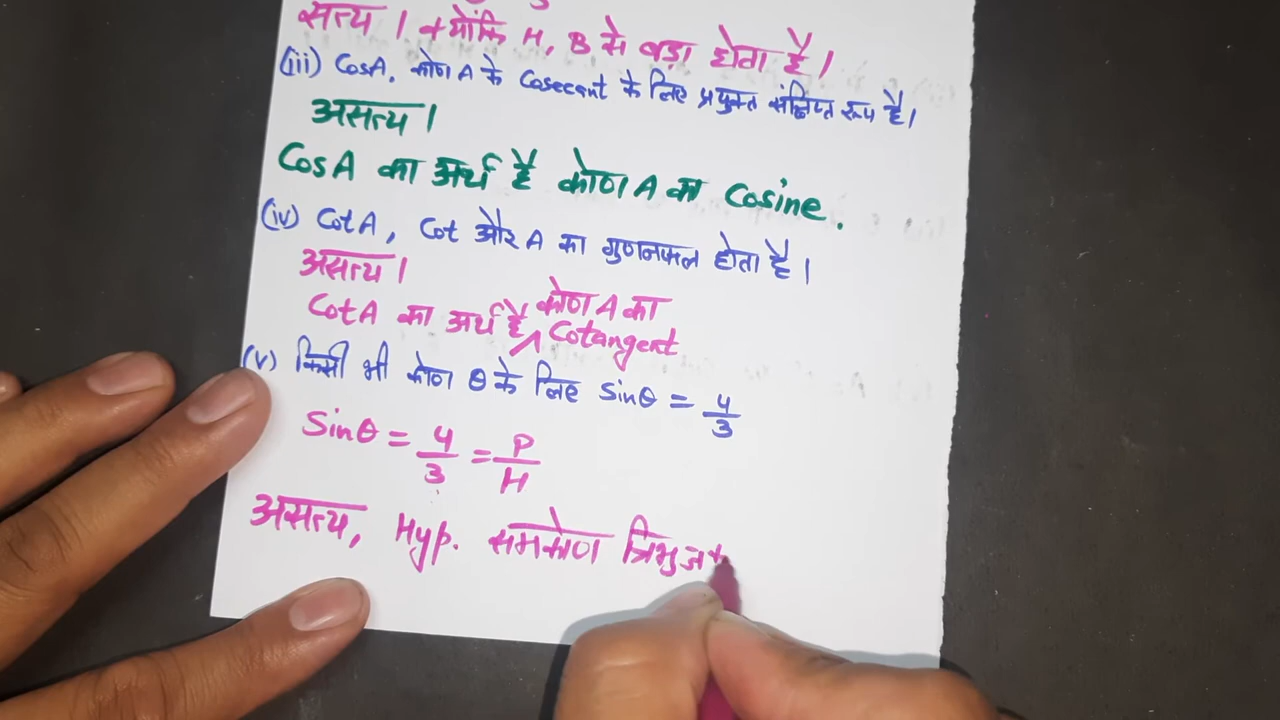 सत्य । क्योंकि H, B से बड़ा होता है ।
(iii) CosA, कोण A के Cosecant के लिए प्रयुक्त संक्षिप्त रूप है ।
असत्य ।
CosA का अर्थ है कोण A का Cosine.
(iv) CotA, Cot और A का गुणनफल होता है ।
असत्य ।
CotA का अर्थ है कोण A का Cotangent
(v) किसी भी कोण θ के लिए sinθ = 4/3
Sinθ = 4/3 = P/H
असत्य, Hyp. समकोण त्रिभुज